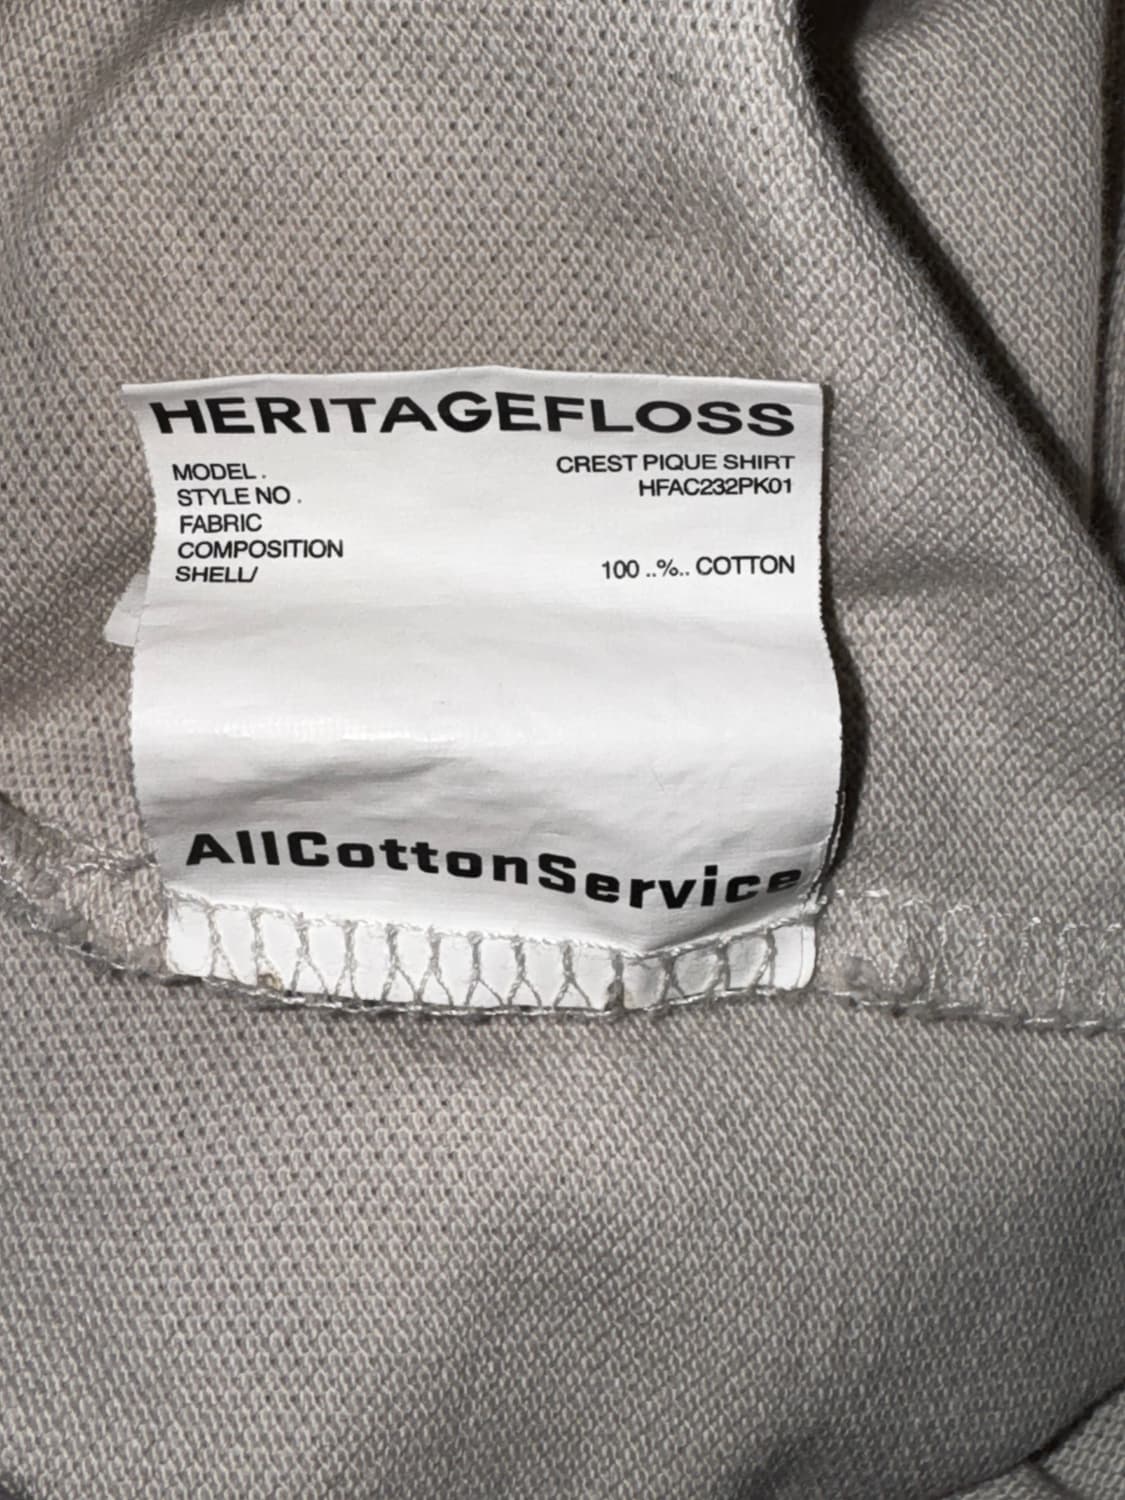 HERITAGEFLOSS
MODEL . CREST PIQUE SHIRT
STYLE NO . HFAC232PK01
FABRIC
COMPOSITION
SHELL/ 100 ..%.. COTTON
AllCottonService